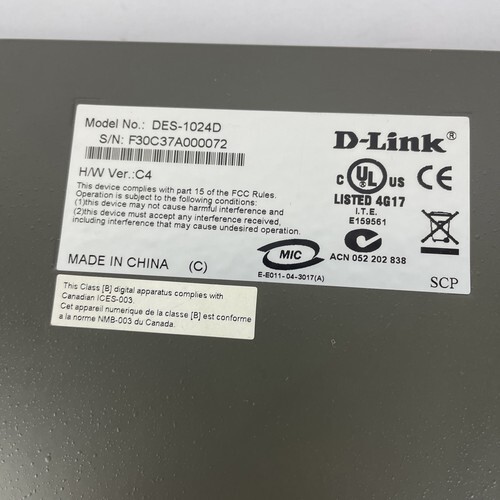 Model No.: DES-1024D
S/N: F30C37A000072
H/W Ver.:C4
This device complies with part 15 of the FCC Rules.
Operation is subject to the following conditions:
(1)this device may not cause harmful interference and
(2)this device must accept any interference received,
including interference that may cause undesired operation.
MADE IN CHINA (C)
D-Link®
c UL® US CE
LISTED 4G17
I.T.E.
E159561
MIC
E-E011-04-3017(A)
ACN 052 202 838
SCP
This Class [B] digital apparatus complies with
Canadian ICES-003.
Cet appareil numerique de la classe [B] est conforme
a la norme NMB-003 du Canada.